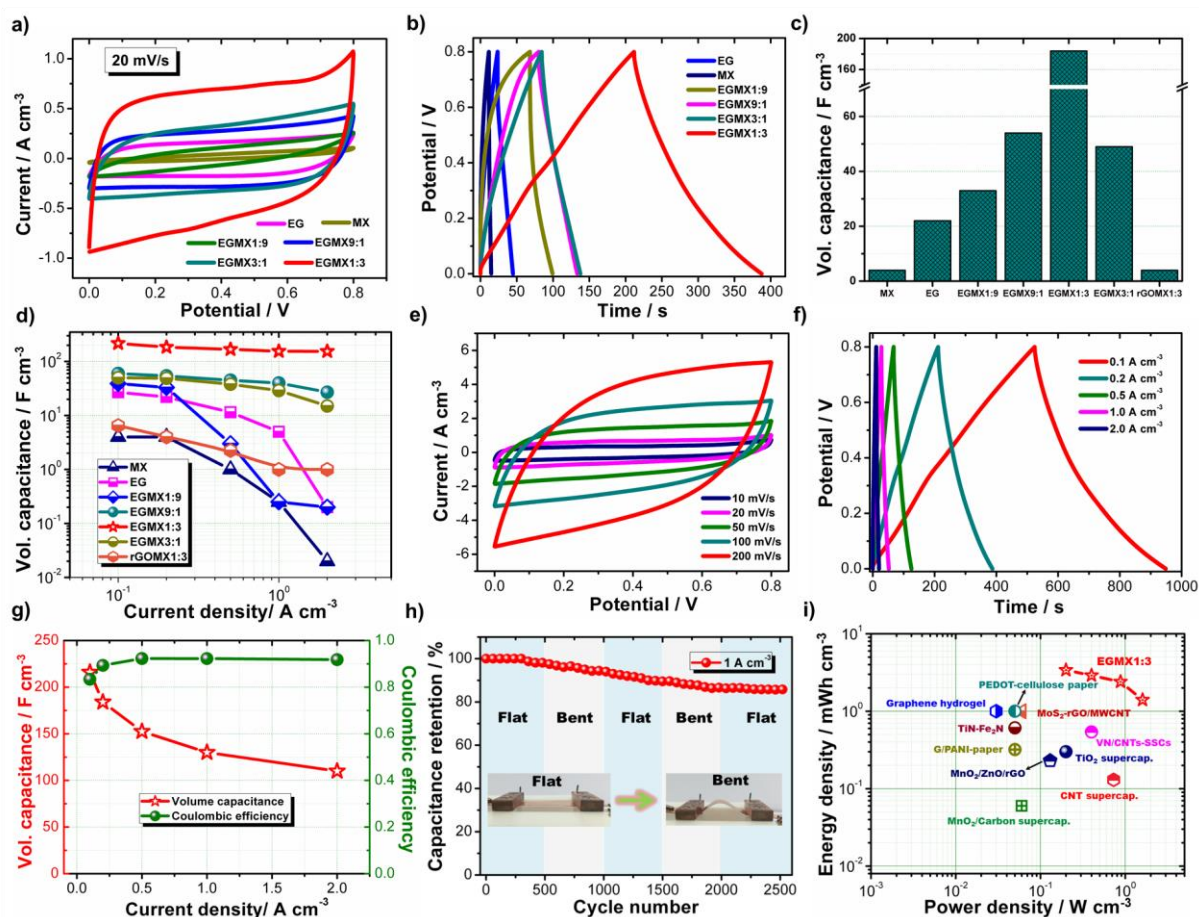 a)
20 mV/s
Current / A cm⁻³
1.0
0.5
0.0
-0.5
-1.0
EG MX
EGMX1:9 EGMX9:1
EGMX3:1 EGMX1:3
0.0 0.2 0.4 0.6 0.8
Potential / V
b)
Potential / V
0.8
0.6
0.4
0.2
0.0
EG
MX
EGMX1:9
EGMX9:1
EGMX3:1
EGMX1:3
0 50 100 150 200 250 300 350 400
Time / s
c)
Vol. capacitance / F cm⁻³
200
160
60
40
20
0
MX EG EGMX1:9 EGMX9:1 EGMX1:3 EGMX3:1 rGOMX1:3
d)
Vol. capacitance / F cm⁻³
10²
10¹
10⁰
10⁻¹
10⁻²
MX
EG
EGMX1:9
EGMX9:1
EGMX1:3
EGMX3:1
rGOMX1:3
10⁻¹ 10⁰
Current density/ A cm⁻³
e)
Current / A cm⁻³
6
4
2
0
-2
-4
-6
10 mV/s
20 mV/s
50 mV/s
100 mV/s
200 mV/s
0.0 0.2 0.4 0.6 0.8
Potential / V
f)
Potential / V
0.8
0.6
0.4
0.2
0.0
0.1 A cm⁻³
0.2 A cm⁻³
0.5 A cm⁻³
1.0 A cm⁻³
2.0 A cm⁻³
0 200 400 600 800 1000
Time / s
g)
Vol. capacitance / F cm⁻³
250
225
200
175
150
125
100
75
50
25
0
Volume capacitance
Coulombic efficiency
1.0
0.8
0.6
0.4
0.2
0.0
Coulombic efficiency
0.0 0.5 1.0 1.5 2.0
Current density/ A cm⁻³
h)
Capacitance retention / %
120
100
80
60
40
20
0
1 A cm⁻³
Flat Bent Flat Bent Flat
Flat Bent
0 500 1000 1500 2000 2500
Cycle number
i)
Energy density / mWh cm⁻³
10¹
10⁰
10⁻¹
10⁻²
EGMX1:3
PEDOT-cellulose paper
Graphene hydrogel
MoS₂-rGO/MWCNT
TiN-Fe₂N
VN/CNTs-SSCs
G/PANI-paper
TiO₂ supercap.
MnO₂/ZnO/rGO
CNT supercap.
MnO₂/Carbon supercap.
10⁻³ 10⁻² 10⁻¹ 10⁰ 10¹
Power density / W cm⁻³